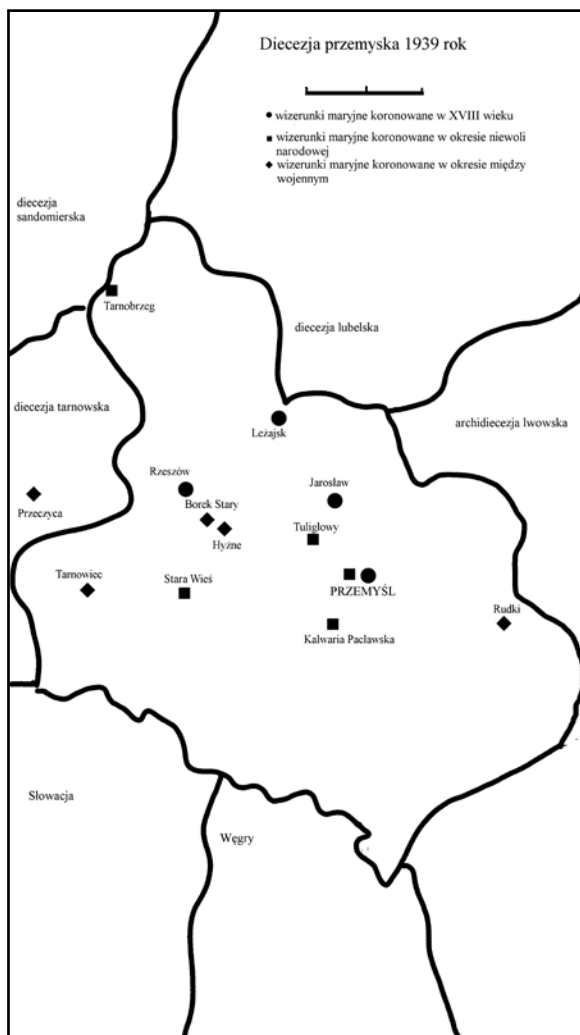 Diecezja przemyska 1939 rok
wizerunki maryjne koronowane w XVIII wieku
wizerunki maryjne koronowane w okresie niewoli
narodowej
wizerunki maryjne koronowane w okresie między
wojennym
diecezja
sandomierska
Tarnobrzeg
diecezja lubelska
diecezja tarnowska
archidiecezja lwowska
Leżajsk
Rzeszów
Jarosław
Przeczyca
Borek Stary
Hyżne
Tuligłowy
Tarnowiec
Stara Wieś
PRZEMYŚL
Rudki
Kalwaria Pacławska
Słowacja
Węgry